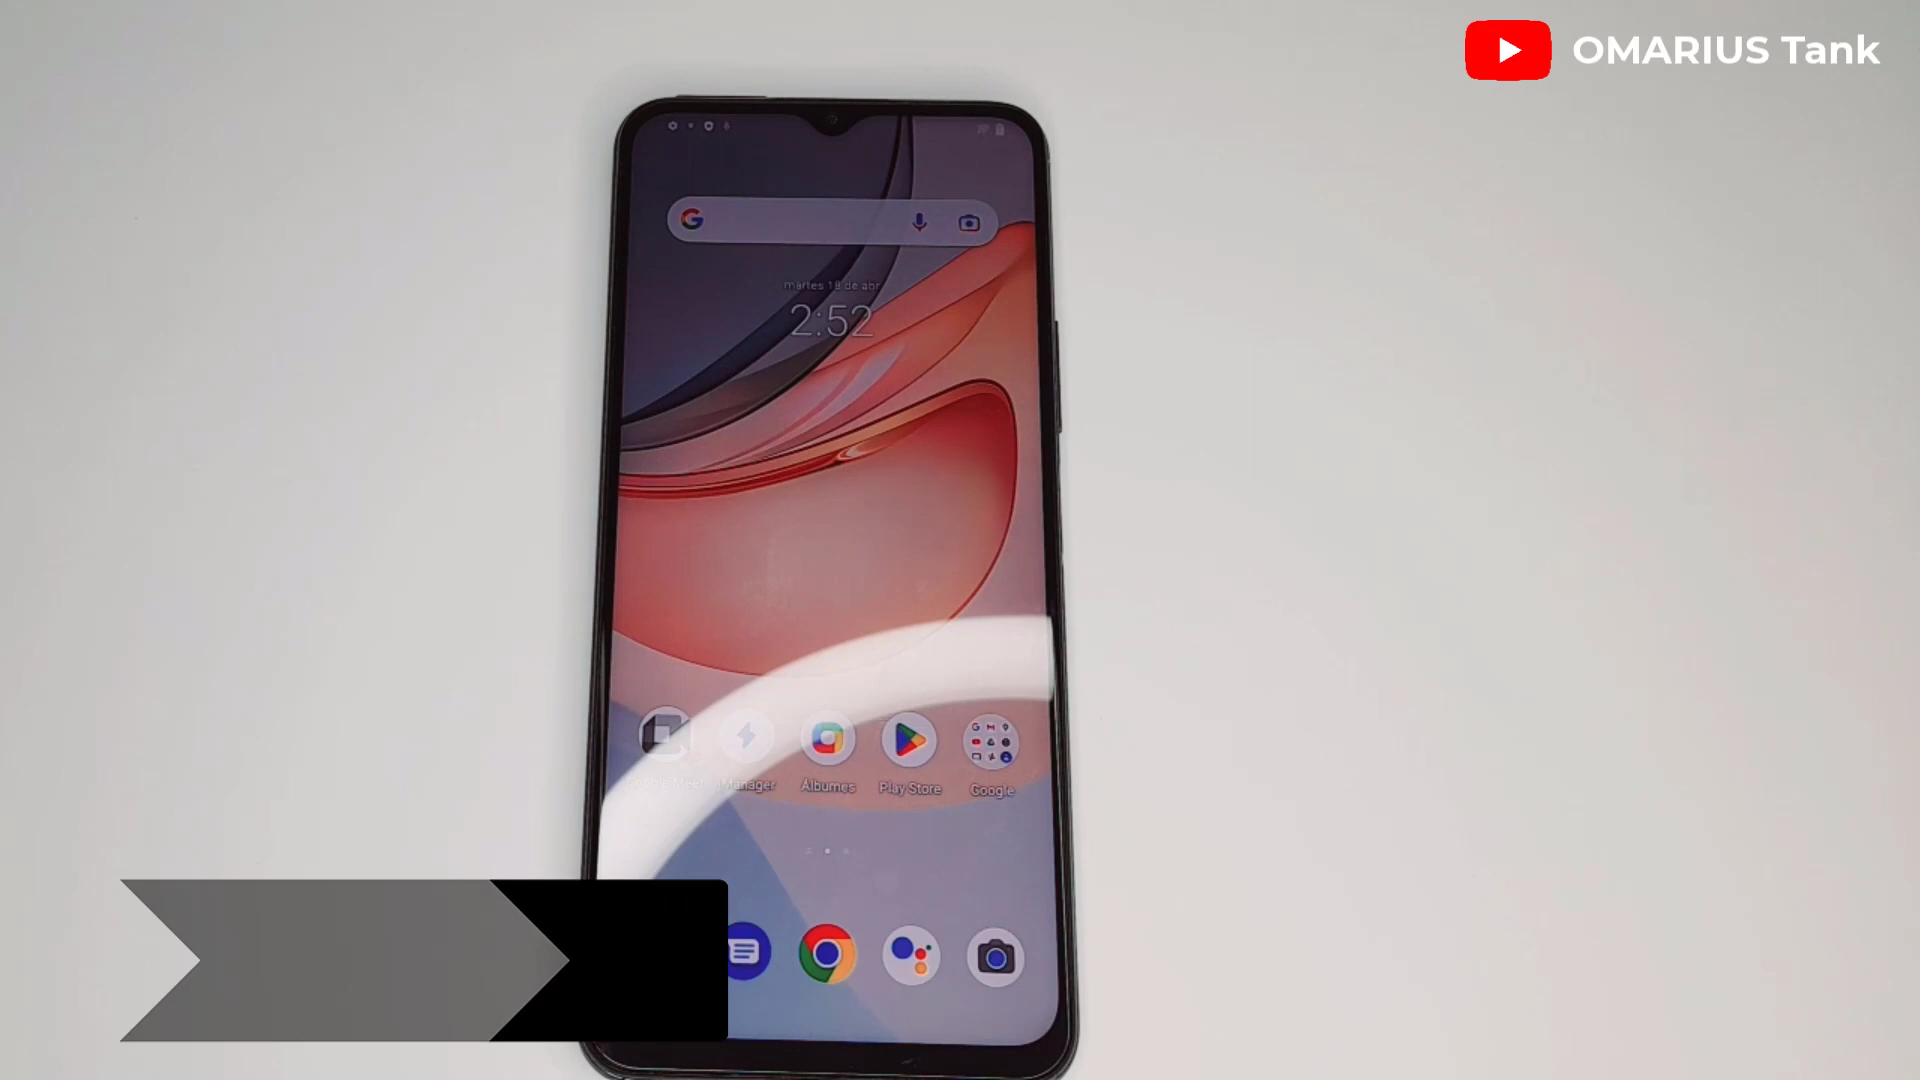 OMARIUS Tank
martes 18 de abr
2:52
Manager
Álbumes
Play Store
Google